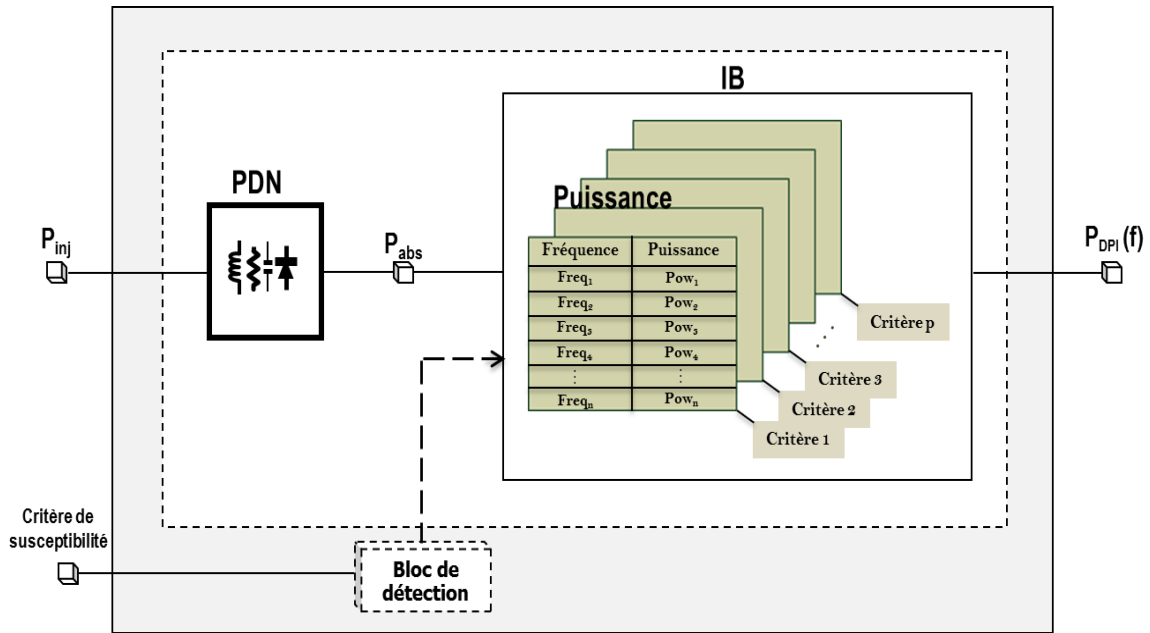 IB
PDN
Puissance
P_inj
P_abs
P_DPI (f)
Fréquence Puissance
Freq₁ Pow₁
Freq₂ Pow₂
Freq₃ Pow₃
Freq₄ Pow₄
⋮ ⋮
Freqₙ Powₙ
Critère p
Critère 3
Critère 2
Critère 1
Critère de
susceptibilité
Bloc de
détection